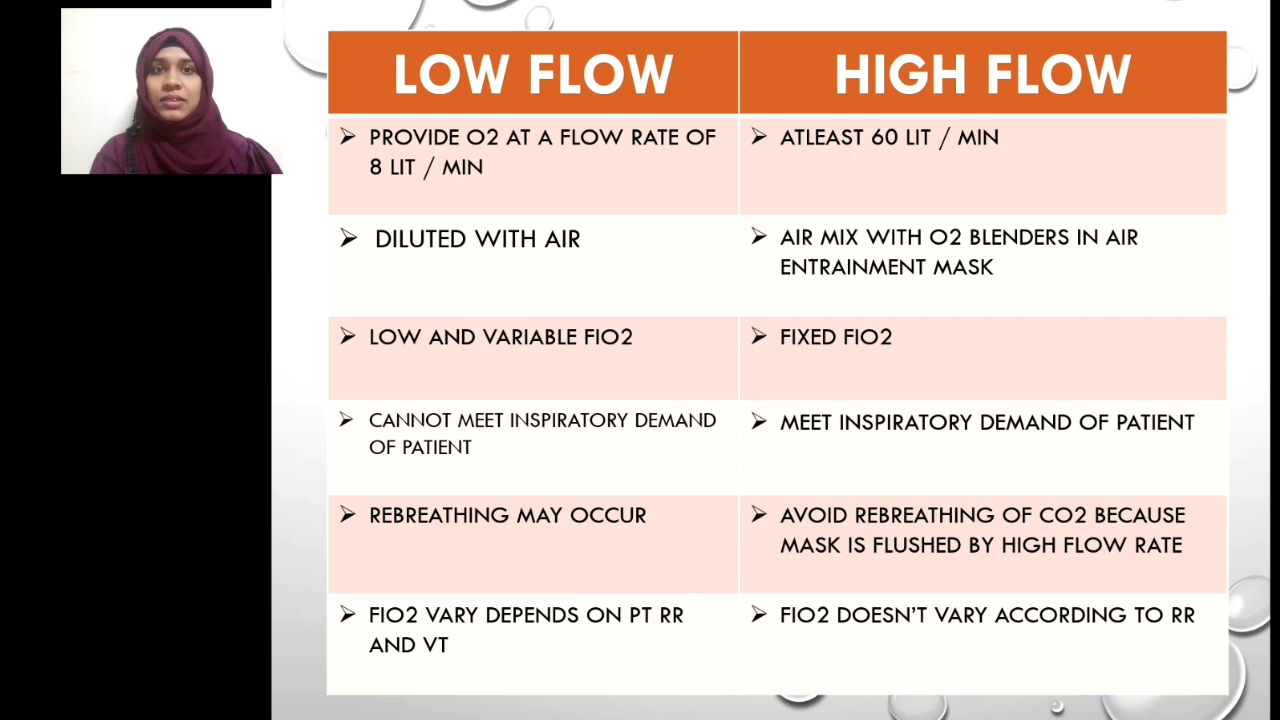 LOW FLOW
HIGH FLOW
PROVIDE O2 AT A FLOW RATE OF
8 LIT / MIN
ATLEAST 60 LIT / MIN
DILUTED WITH AIR
AIR MIX WITH O2 BLENDERS IN AIR
ENTRAINMENT MASK
LOW AND VARIABLE FIO2
FIXED FIO2
CANNOT MEET INSPIRATORY DEMAND
OF PATIENT
MEET INSPIRATORY DEMAND OF PATIENT
REBREATHING MAY OCCUR
AVOID REBREATHING OF CO2 BECAUSE
MASK IS FLUSHED BY HIGH FLOW RATE
FIO2 VARY DEPENDS ON PT RR
AND VT
FIO2 DOESN'T VARY ACCORDING TO RR